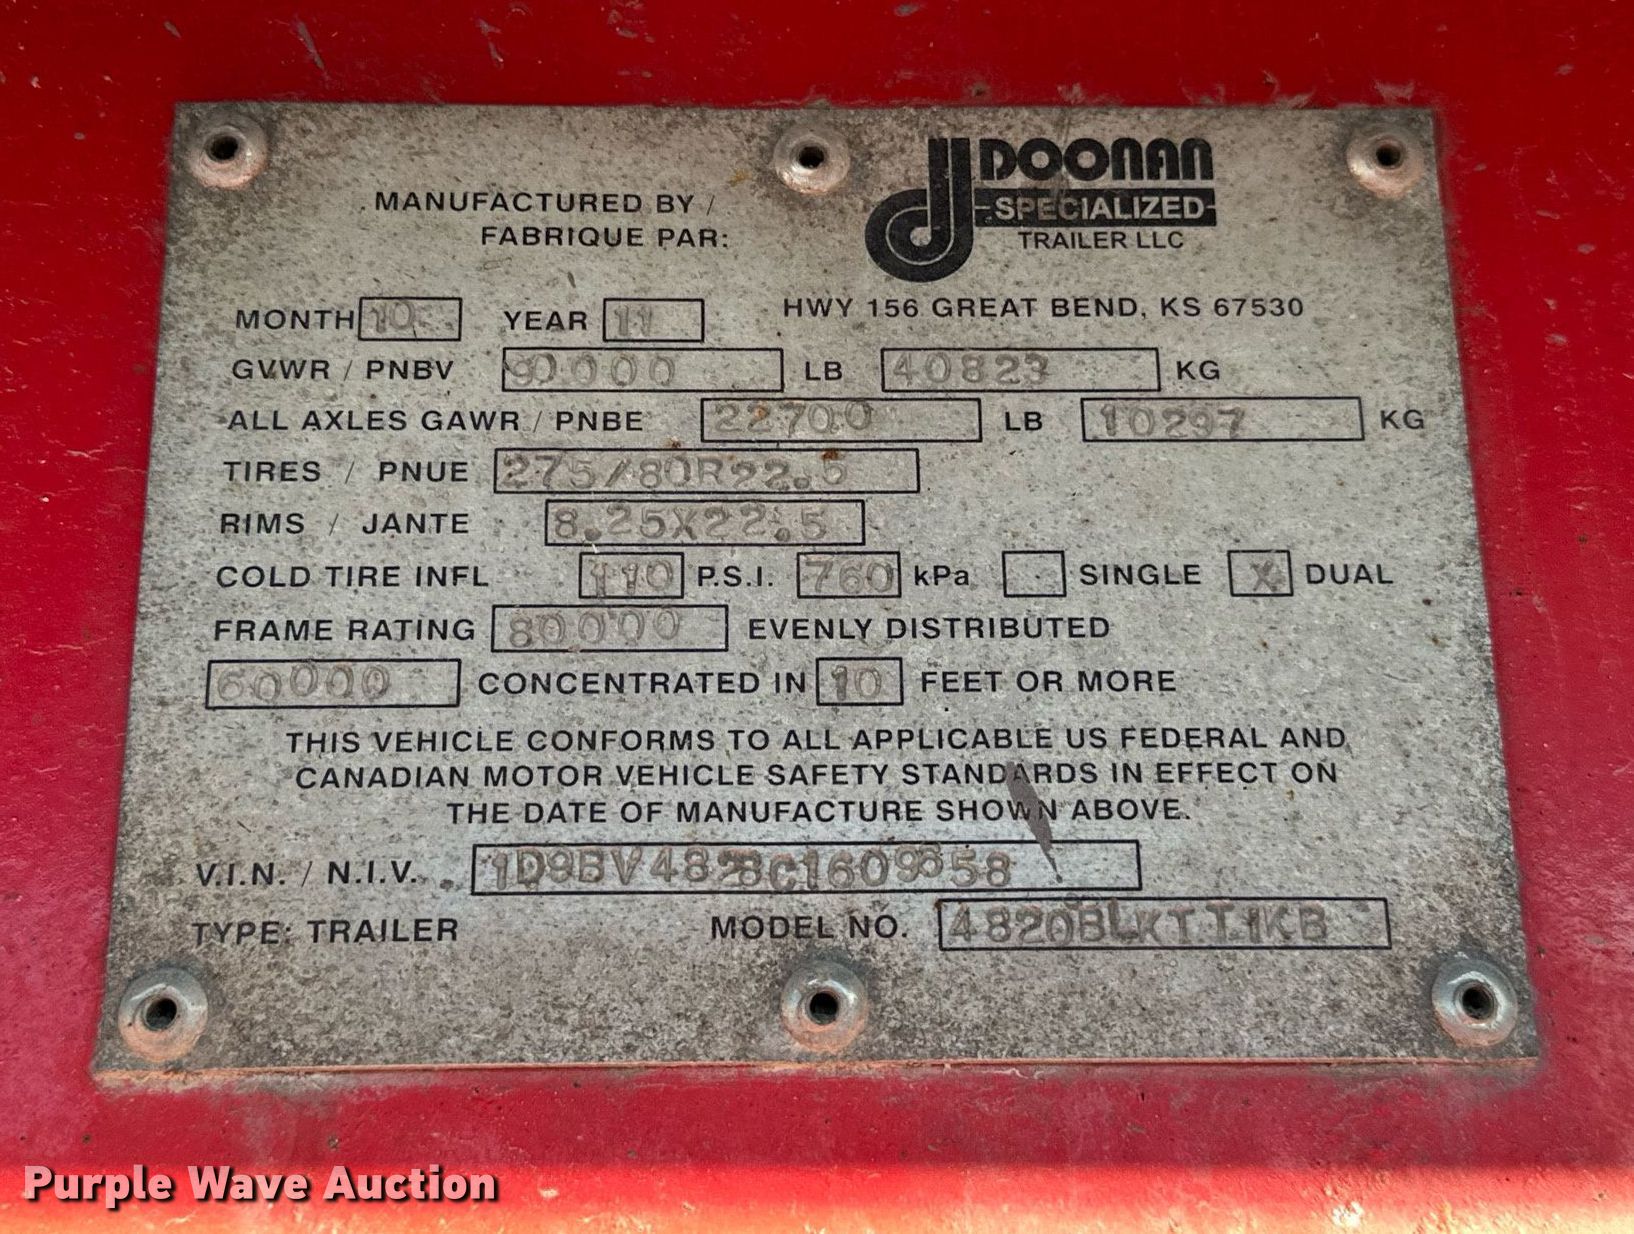 MANUFACTURED BY /
FABRIQUE PAR:
DOONAN
SPECIALIZED
TRAILER LLC
HWY 156 GREAT BEND, KS 67530
MONTH 10 YEAR 11
GVWR / PNBV 90000 LB 40823 KG
ALL AXLES GAWR / PNBE 22700 LB 10297 KG
TIRES / PNUE 275/80R22.5
RIMS / JANTE 8.25X22.5
COLD TIRE INFL 110 P.S.I. 760 kPa SINGLE X DUAL
FRAME RATING 80000 EVENLY DISTRIBUTED
60000 CONCENTRATED IN 10 FEET OR MORE
THIS VEHICLE CONFORMS TO ALL APPLICABLE US FEDERAL AND
CANADIAN MOTOR VEHICLE SAFETY STANDARDS IN EFFECT ON
THE DATE OF MANUFACTURE SHOWN ABOVE.
V.I.N. / N.I.V.
TYPE: TRAILER MODEL NO.
Purple Wave Auction